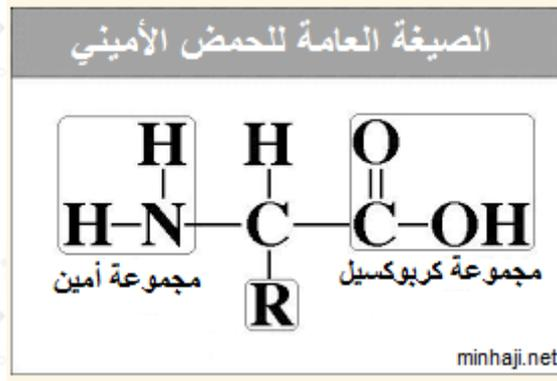 الصيغة العامة للحمض الأميني
H H O
H–N–C–C–OH
مجموعة أمين مجموعة كربوكسيل
R
minhaji.net